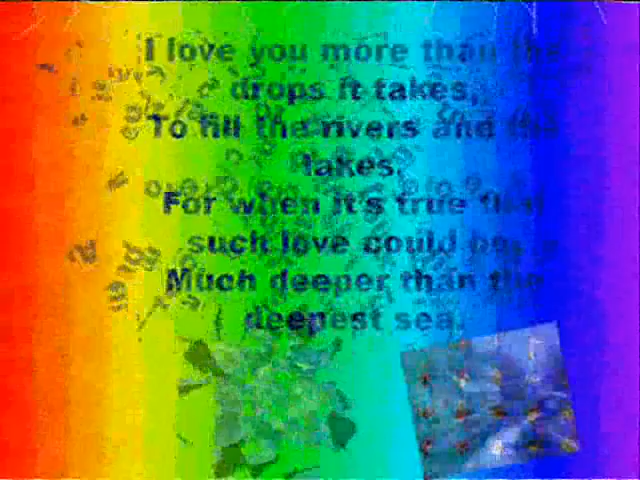 I love you more than the
drops it takes,
To fill the rivers and the
lakes.
For when it's true that
such love could be,
Much deeper than the
deepest sea.